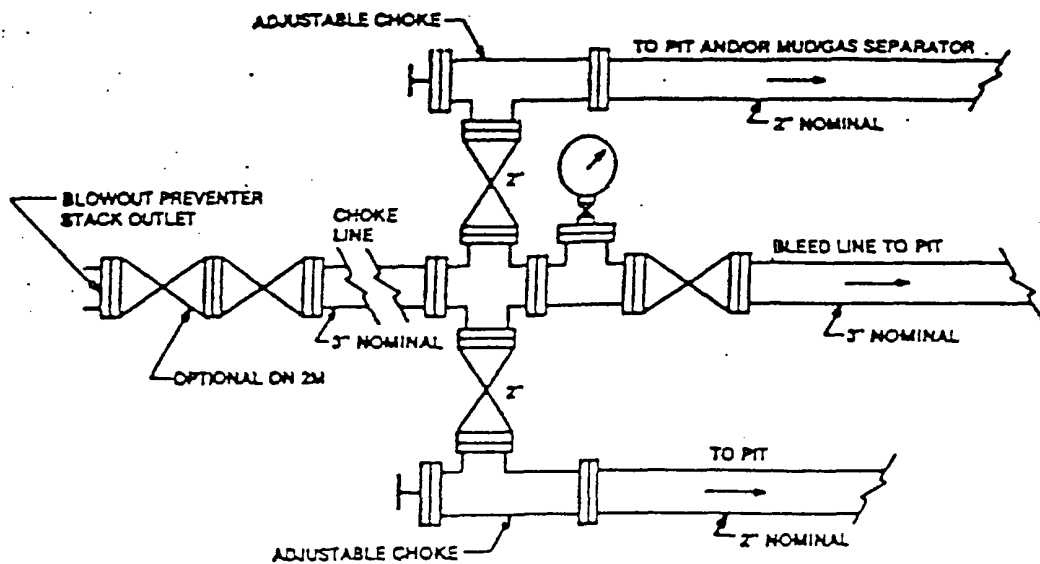 ADJUSTABLE CHOKE
TO PIT AND/OR MUD/GAS SEPARATOR
2" NOMINAL
2"
BLOWOUT PREVENTER
STACK OUTLET
CHOKE
LINE
BLEED LINE TO PIT
3" NOMINAL
3" NOMINAL
OPTIONAL ON 2M
2"
TO PIT
2" NOMINAL
ADJUSTABLE CHOKE